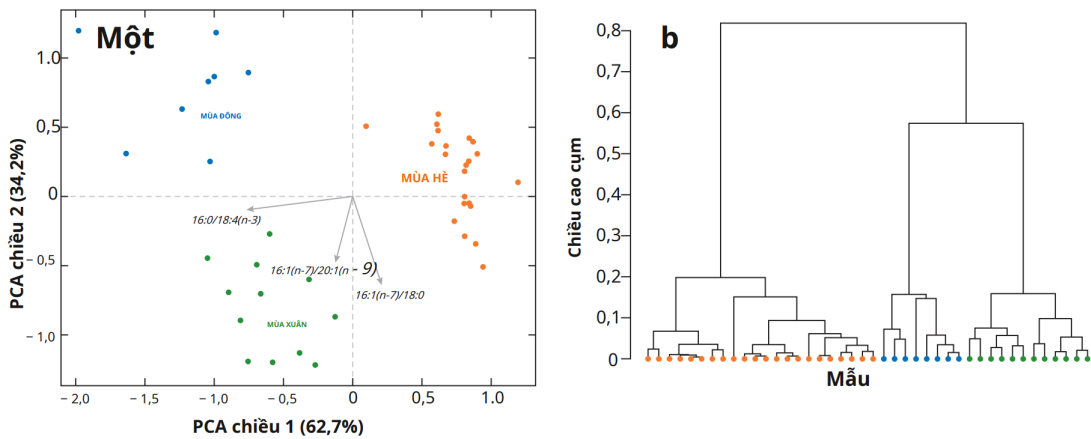 Một
1.0
0,5
0
– 0,5
– 1,0
PCA chiều 2 (34,2%)
MÙA ĐÔNG
MÙA HÈ
16:0/18:4(n-3)
16:1(n-7)/20:1(n - 9)
16:1(n-7)/18:0
MÙA XUÂN
– 2,0
– 1,5
– 1,0
– 0,5
0
0,5
1.0
PCA chiều 1 (62,7%)
b
0,8
0,7
0,6
0,5
0,4
0,3
0,2
0,1
0
Chiều cao cụm
Mẫu